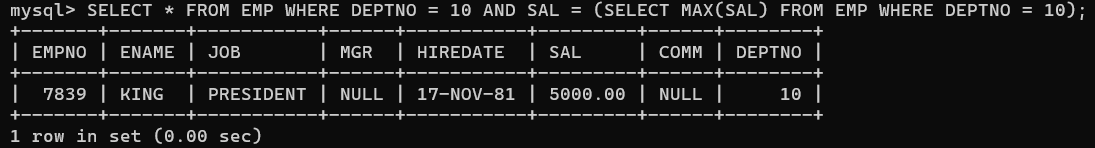 mysql> SELECT * FROM EMP WHERE DEPTNO = 10 AND SAL = (SELECT MAX(SAL) FROM EMP WHERE DEPTNO = 10);
+-------+-------+-----------+------+-----------+---------+------+--------+
| EMPNO | ENAME | JOB       | MGR  | HIREDATE  | SAL     | COMM | DEPTNO |
+-------+-------+-----------+------+-----------+---------+------+--------+
|  7839 | KING  | PRESIDENT | NULL | 17-NOV-81 | 5000.00 | NULL |     10 |
+-------+-------+-----------+------+-----------+---------+------+--------+
1 row in set (0.00 sec)